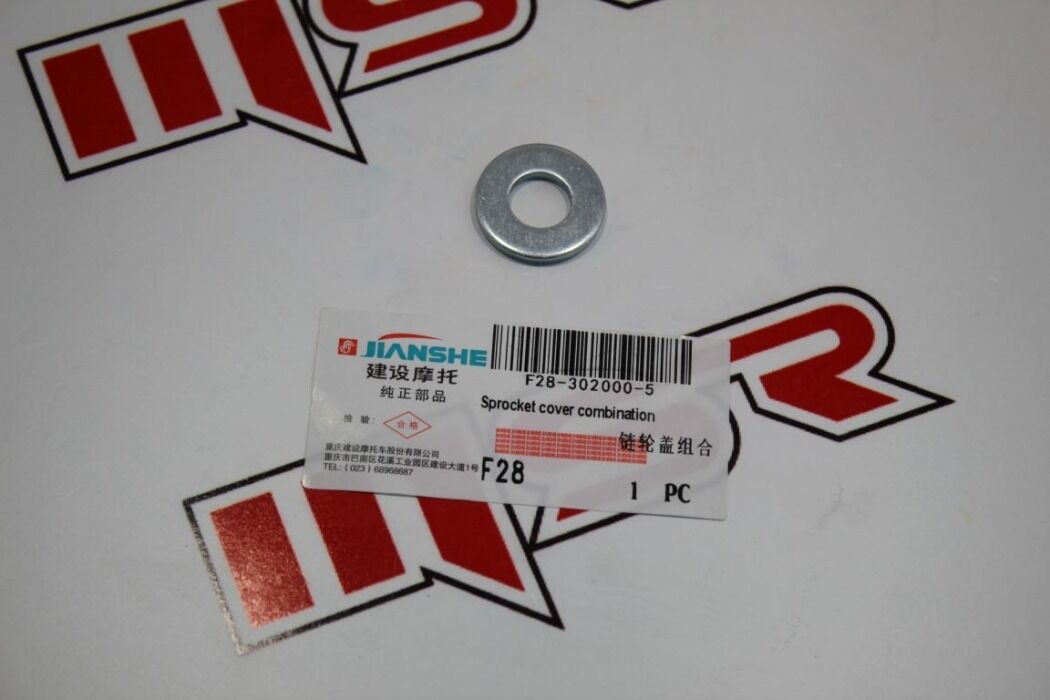 JIANSHE
建设摩托
纯正部品
检 验:
合格
重庆建设摩托车股份有限公司
重庆市巴南区花溪工业园区建设大道1号
TEL: (023) 68968687
F28-302000-5
Sprocket cover combination
链轮盖组合
F28
1 PC